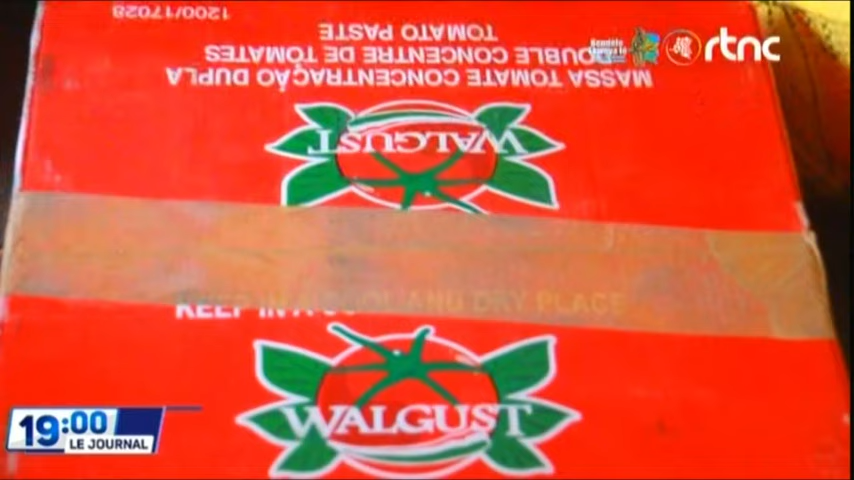 1200/17028
TOMATO PASTE
DOUBLE CONCENTRE DE TOMATES
MASSA TOMATE CONCENTRAÇÃO DUPLA
WALGUST
KEEP IN A COOL AND DRY PLACE
WALGUST
rtnc
19:00
LE JOURNAL